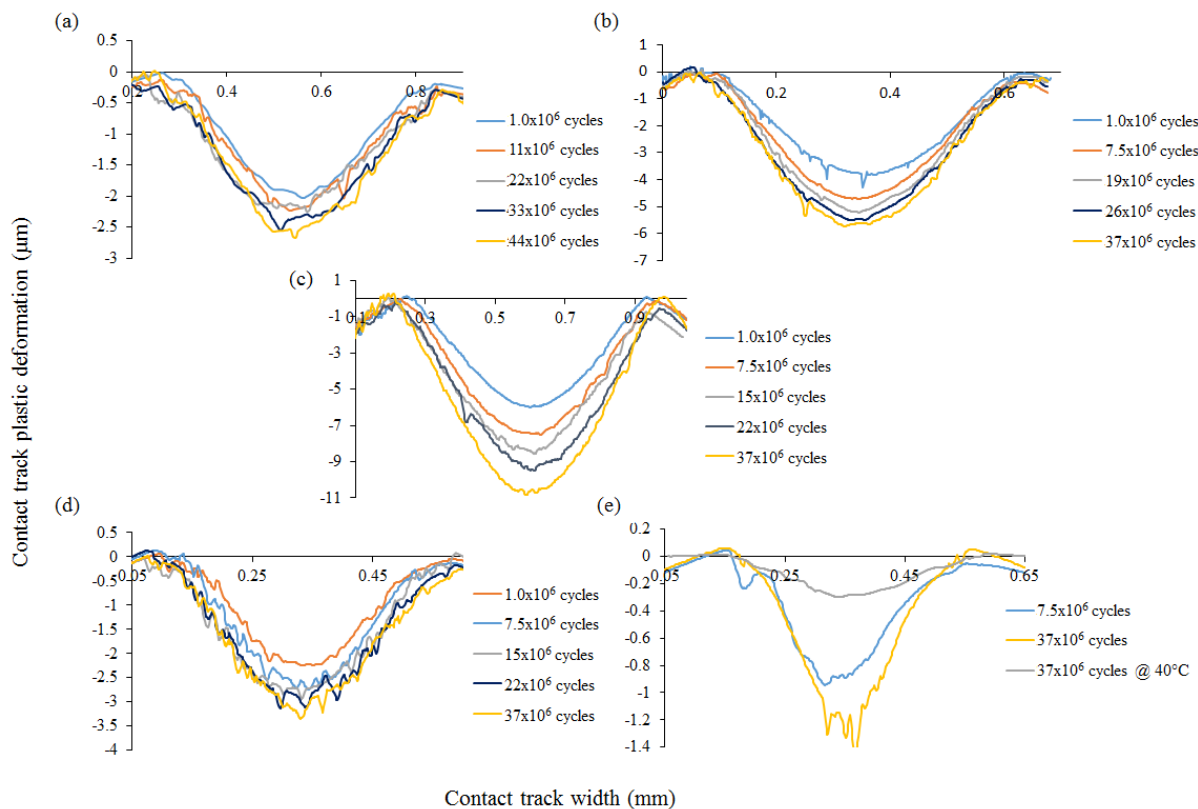 (a)
0.5
0
-0.5
-1
-1.5
-2
-2.5
-3
0.2 0.4 0.6 0.8
1.0x10⁶ cycles
11x10⁶ cycles
22x10⁶ cycles
33x10⁶ cycles
44x10⁶ cycles
(b)
1
0
-1
-2
-3
-4
-5
-6
-7
0 0.2 0.4 0.6
1.0x10⁶ cycles
7.5x10⁶ cycles
19x10⁶ cycles
26x10⁶ cycles
37x10⁶ cycles
Contact track plastic deformation (µm)
(c)
1
-1
-3
-5
-7
-9
-11
0.1 0.3 0.5 0.7 0.9
1.0x10⁶ cycles
7.5x10⁶ cycles
15x10⁶ cycles
22x10⁶ cycles
37x10⁶ cycles
(d)
0.5
0
-0.5
-1
-1.5
-2
-2.5
-3
-3.5
-4
0.05 0.25 0.45
1.0x10⁶ cycles
7.5x10⁶ cycles
15x10⁶ cycles
22x10⁶ cycles
37x10⁶ cycles
(e)
0.2
0
-0.2
-0.4
-0.6
-0.8
-1
-1.2
-1.4
0.05 0.25 0.45 0.65
7.5x10⁶ cycles
37x10⁶ cycles
37x10⁶ cycles @ 40°C
Contact track width (mm)